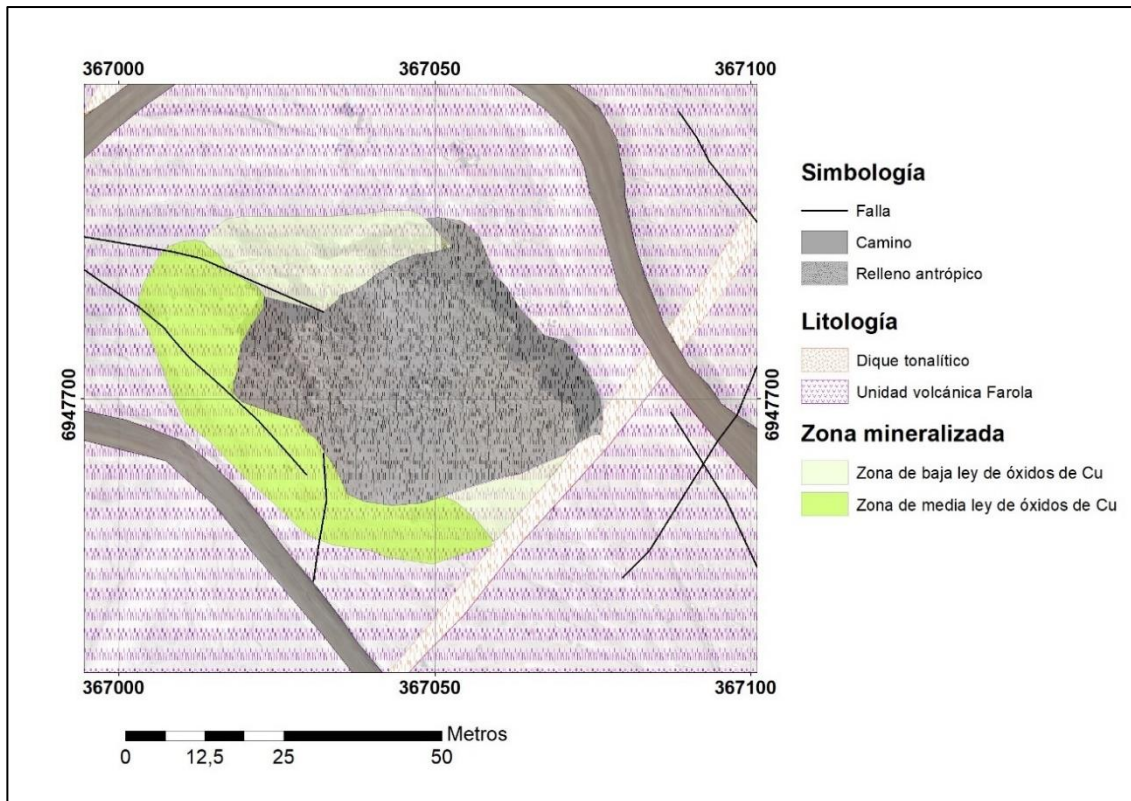 367000 367050 367100
6947700 6947700
367000 367050 367100
Metros
0 12,5 25 50
Simbología
Falla
Camino
Relleno antrópico
Litología
Dique tonalítico
Unidad volcánica Farola
Zona mineralizada
Zona de baja ley de óxidos de Cu
Zona de media ley de óxidos de Cu